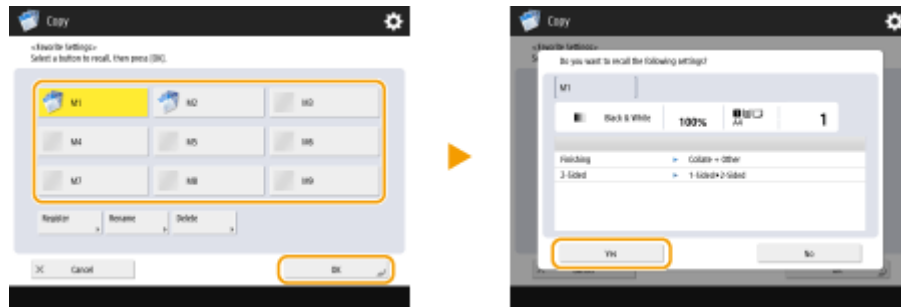 Copy
<Favorite Settings>
Select a button to recall, then press [OK].
M1
M2
M3
M4
M5
M6
M7
M8
M9
Register
Rename
Delete
Cancel
OK
Copy
<Favorite Settings>
Do you want to recall the following settings?
M1
Black & White
100%
A4
1
Finishing
Collate + Other
2-Sided
1-Sided▸2-Sided
Yes
No